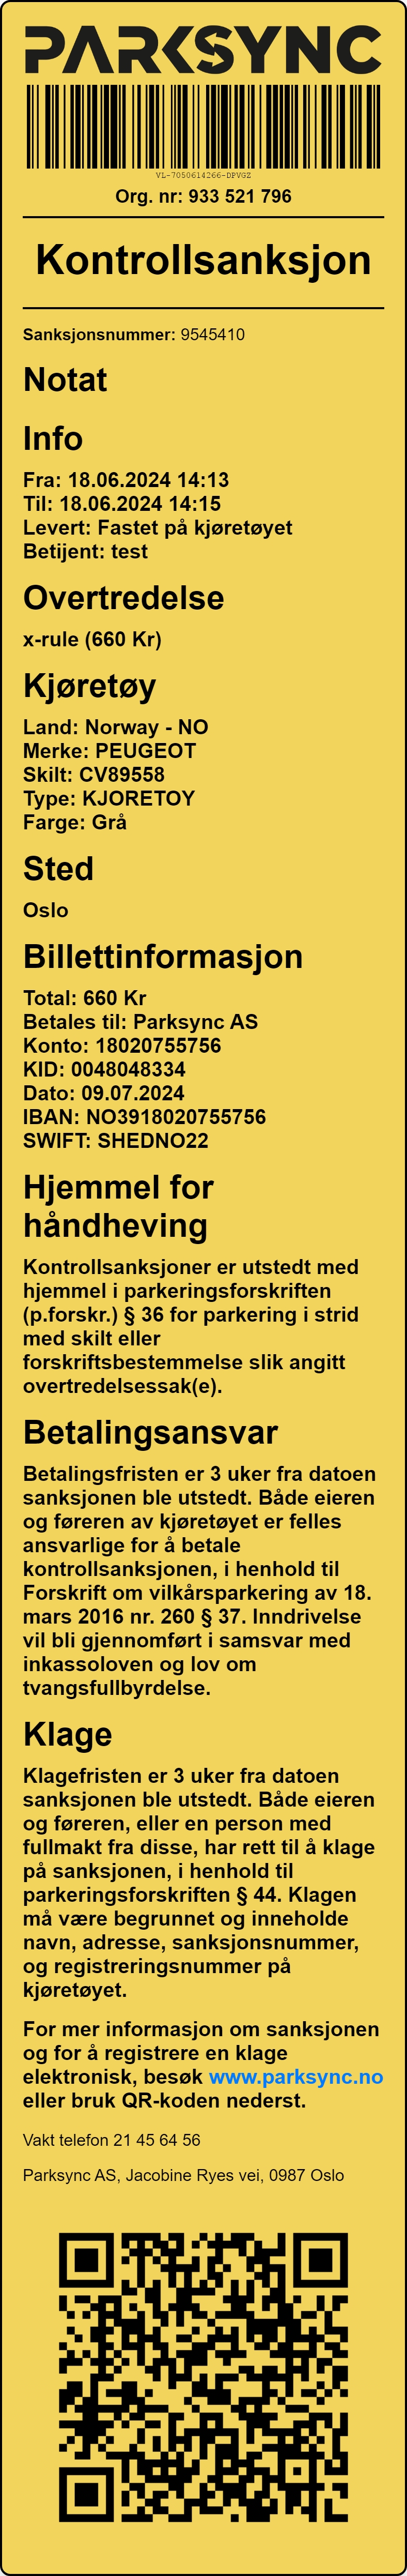 PARKSYNC
VL-7050614266-DPVGZ
Org. nr: 933 521 796
Kontrollsanksjon
Sanksjonsnummer: 9545410
Notat
Info
Fra: 18.06.2024 14:13
Til: 18.06.2024 14:15
Levert: Fastet på kjøretøyet
Betijent: test
Overtredelse
x-rule (660 Kr)
Kjøretøy
Land: Norway - NO
Merke: PEUGEOT
Skilt: CV89558
Type: KJORETOY
Farge: Grå
Sted
Oslo
Billettinformasjon
Total: 660 Kr
Betales til: Parksync AS
Konto: 18020755756
KID: 0048048334
Dato: 09.07.2024
IBAN: NO3918020755756
SWIFT: SHEDNO22
Hjemmel for
håndheving
Kontrollsanksjoner er utstedt med
hjemmel i parkeringsforskriften
(p.forskr.) § 36 for parkering i strid
med skilt eller
forskriftsbestemmelse slik angitt
overtredelsessak(e).
Betalingsansvar
Betalingsfristen er 3 uker fra datoen
sanksjonen ble utstedt. Både eieren
og føreren av kjøretøyet er felles
ansvarlige for å betale
kontrollsanksjonen, i henhold til
Forskrift om vilkårsparkering av 18.
mars 2016 nr. 260 § 37. Inndrivelse
vil bli gjennomført i samsvar med
inkassoloven og lov om
tvangsfullbyrdelse.
Klage
Klagefristen er 3 uker fra datoen
sanksjonen ble utstedt. Både eieren
og føreren, eller en person med
fullmakt fra disse, har rett til å klage
på sanksjonen, i henhold til
parkeringsforskriften § 44. Klagen
må være begrunnet og inneholde
navn, adresse, sanksjonsnummer,
og registreringsnummer på
kjøretøyet.
For mer informasjon om sanksjonen
og for å registrere en klage
elektronisk, besøk www.parksync.no
eller bruk QR-koden nederst.
Vakt telefon 21 45 64 56
Parksync AS, Jacobine Ryes vei, 0987 Oslo